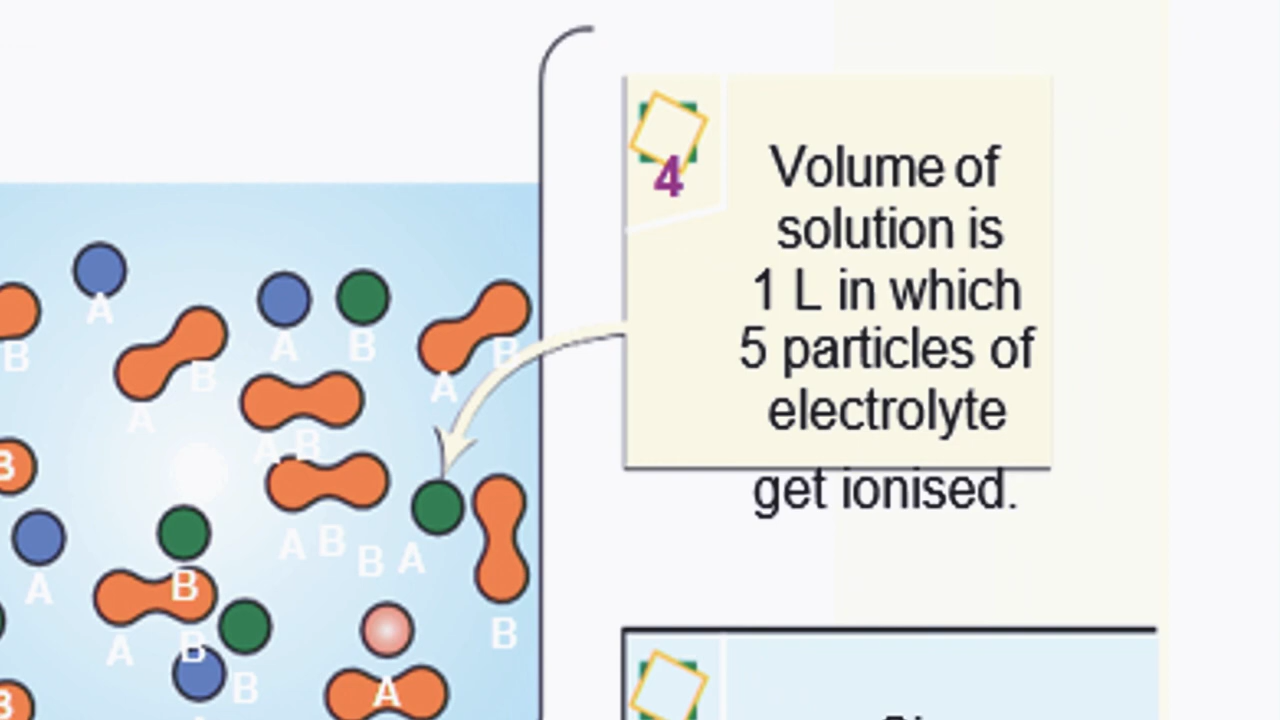 4
Volume of
solution is
1 L in which
5 particles of
electrolyte
get ionised.
A
B
B
A
B
A
B
A
A
A B
B
A B B A
A
B
A
B
B
B
A
B